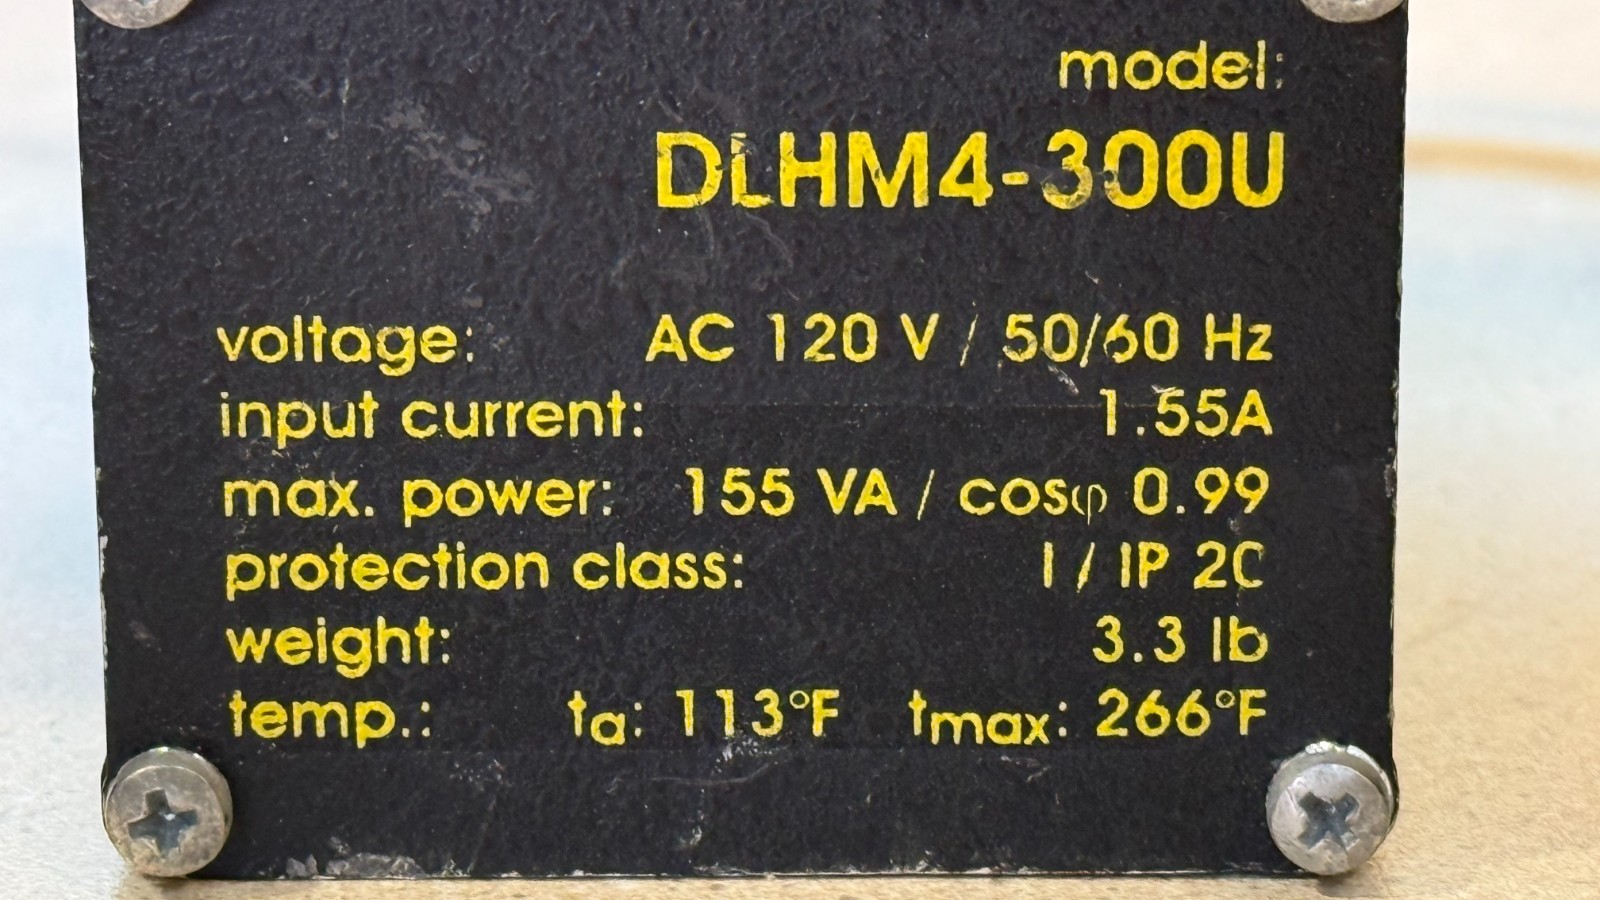 model:
DLHM4-300U
voltage: AC 120 V / 50/60 Hz
input current: 1.55A
max. power: 155 VA / cosφ 0.99
protection class: I / IP 20
weight: 3.3 lb
temp.: ta: 113°F tmax: 266°F